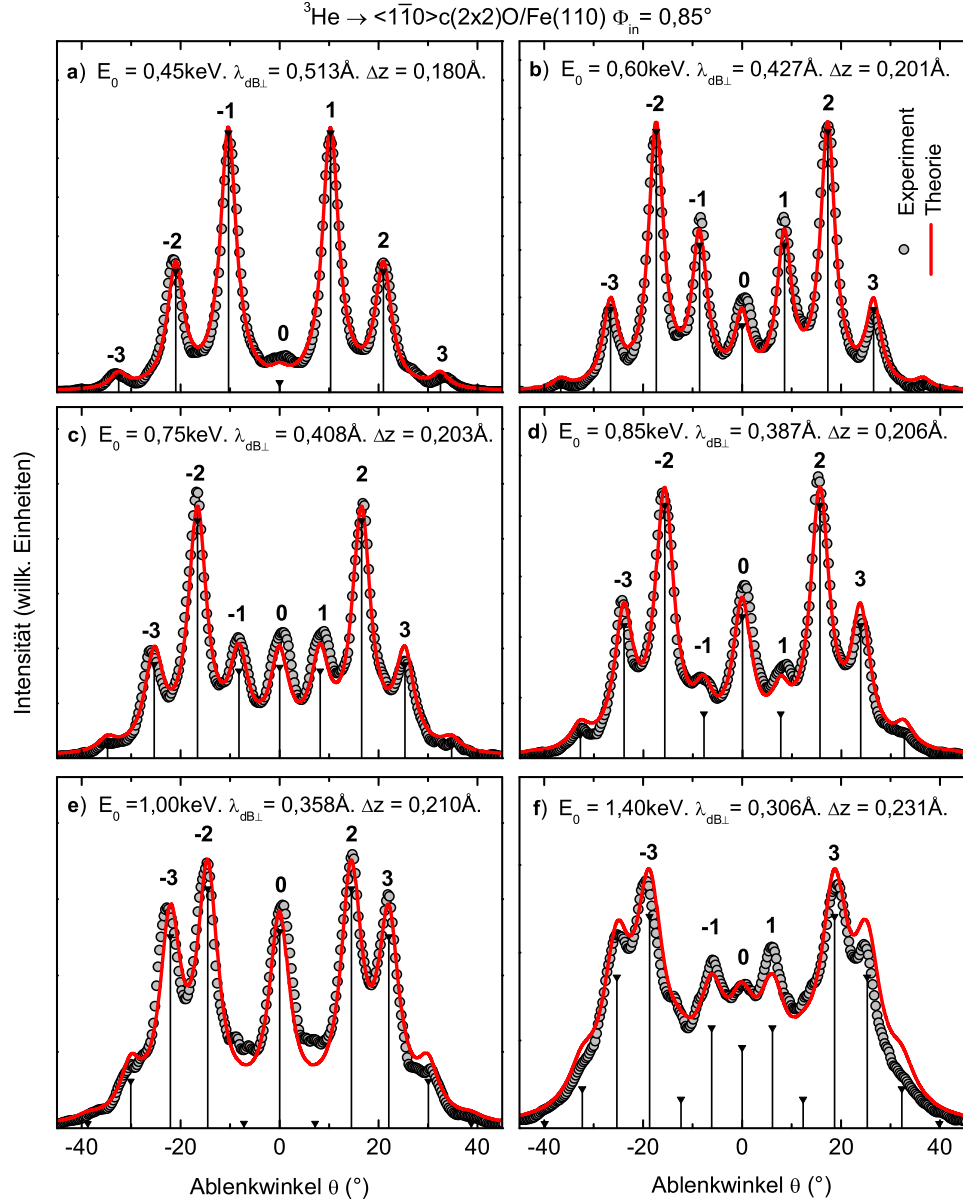 ³He → <11̅0>c(2x2)O/Fe(110) Φin = 0,85°
Intensität (willk. Einheiten)
a) E0 = 0,45keV. λdB⊥ = 0,513Å. Δz = 0,180Å.
-3
-2
-1
0
1
2
3
b) E0 = 0,60keV. λdB⊥ = 0,427Å. Δz = 0,201Å.
-3
-2
-1
0
1
2
3
Experiment
Theorie
c) E0 = 0,75keV. λdB⊥ = 0,408Å. Δz = 0,203Å.
-3
-2
-1
0
1
2
3
d) E0 = 0,85keV. λdB⊥ = 0,387Å. Δz = 0,206Å.
-3
-2
-1
0
1
2
3
e) E0 =1,00keV. λdB⊥ = 0,358Å. Δz = 0,210Å.
-3
-2
0
2
3
f) E0 = 1,40keV. λdB⊥ = 0,306Å. Δz = 0,231Å.
-3
-1
0
1
3
-40 -20 0 20 40
-40 -20 0 20 40
Ablenkwinkel θ (°)
Ablenkwinkel θ (°)